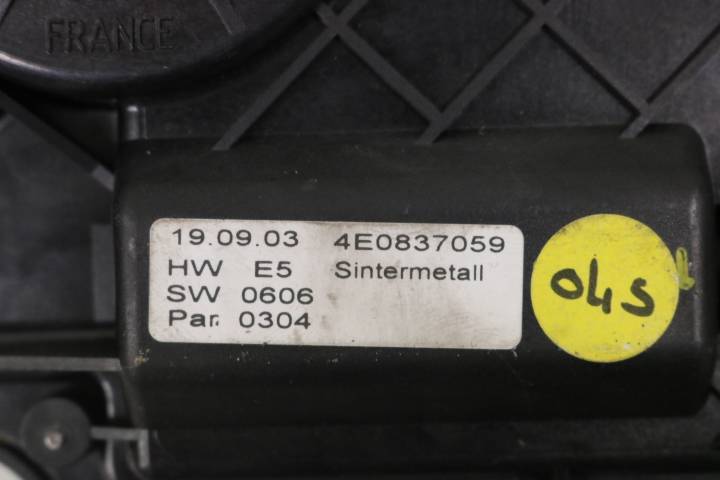 FRANCE
19.09.03 4E0837059
HW E5 Sintermetall
SW 0606
Par. 0304
04S